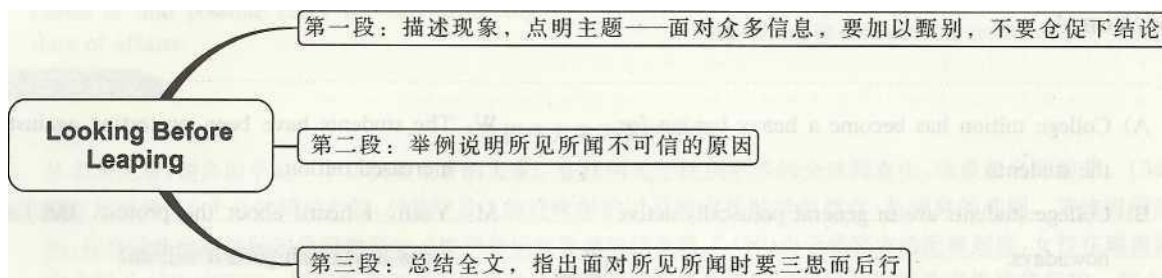 第一段：描述现象，点明主题——面对众多信息，要加以甄别，不要仓促下结论
Looking Before
Leaping
第二段：举例说明所见所闻不可信的原因
第三段：总结全文，指出面对所见所闻时要三思而后行